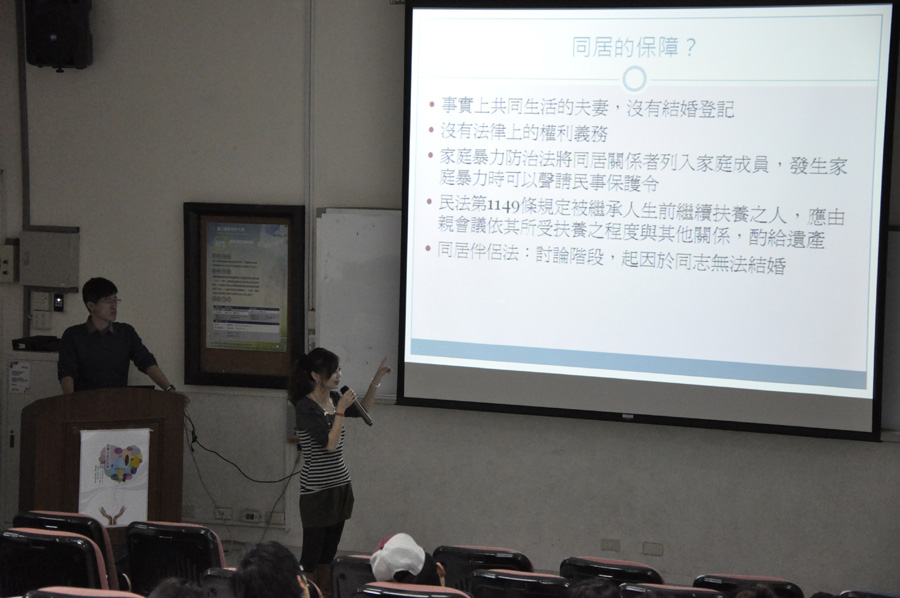 同居的保障？
• 事實上共同生活的夫妻，沒有結婚登記
• 沒有法律上的權利義務
• 家庭暴力防治法將同居關係者列入家庭成員，發生家
庭暴力時可以聲請民事保護令
• 民法第1149條規定被繼承人生前繼續扶養之人，應由
親會議依其所受扶養之程度與其他關係，酌給遺產
• 同居伴侶法：討論階段，起因於同志無法結婚